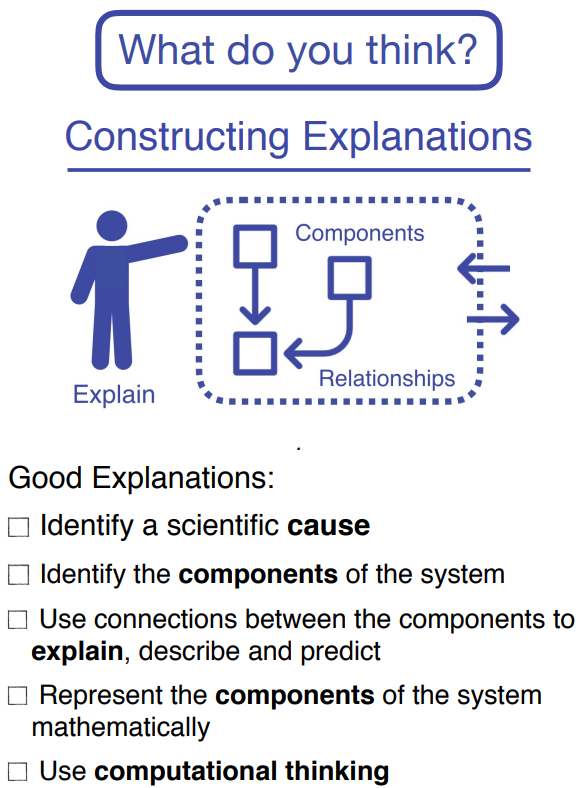 What do you think?
Constructing Explanations
Components
Relationships
Explain
.
Good Explanations:
☐ Identify a scientific cause
☐ Identify the components of the system
☐ Use connections between the components to
explain, describe and predict
☐ Represent the components of the system
mathematically
☐ Use computational thinking